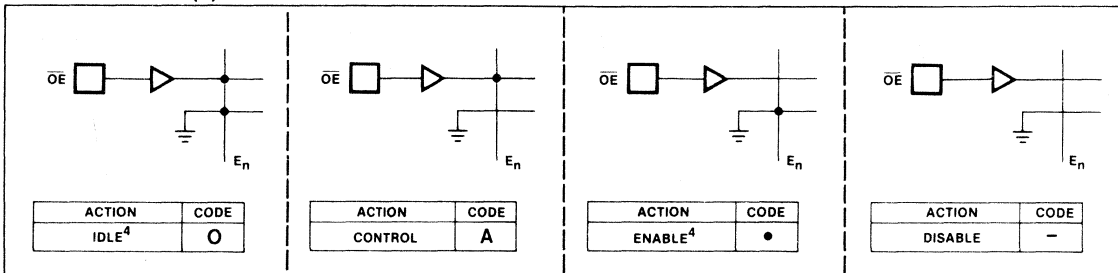 OE
En
ACTION CODE
IDLE4 O
OE
En
ACTION CODE
CONTROL A
OE
En
ACTION CODE
ENABLE4 •
OE
En
ACTION CODE
DISABLE –